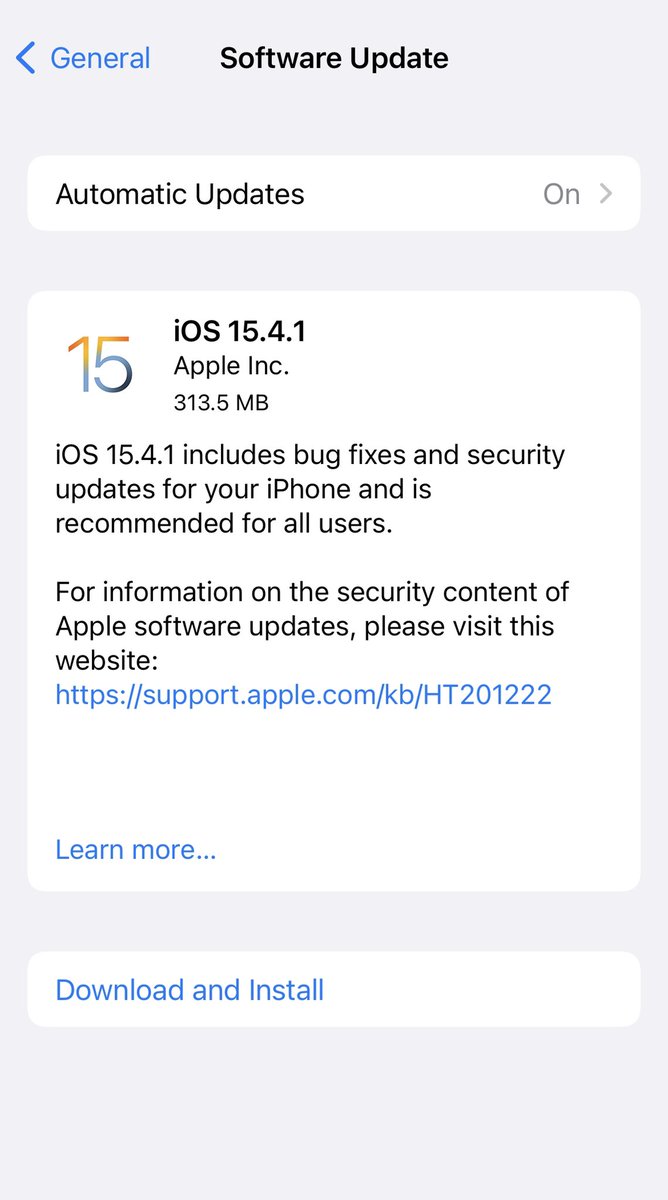 General
Software Update
Automatic Updates On
15
iOS 15.4.1
Apple Inc.
313.5 MB
iOS 15.4.1 includes bug fixes and security
updates for your iPhone and is
recommended for all users.
For information on the security content of
Apple software updates, please visit this
website:
https://support.apple.com/kb/HT201222
Learn more...
Download and Install